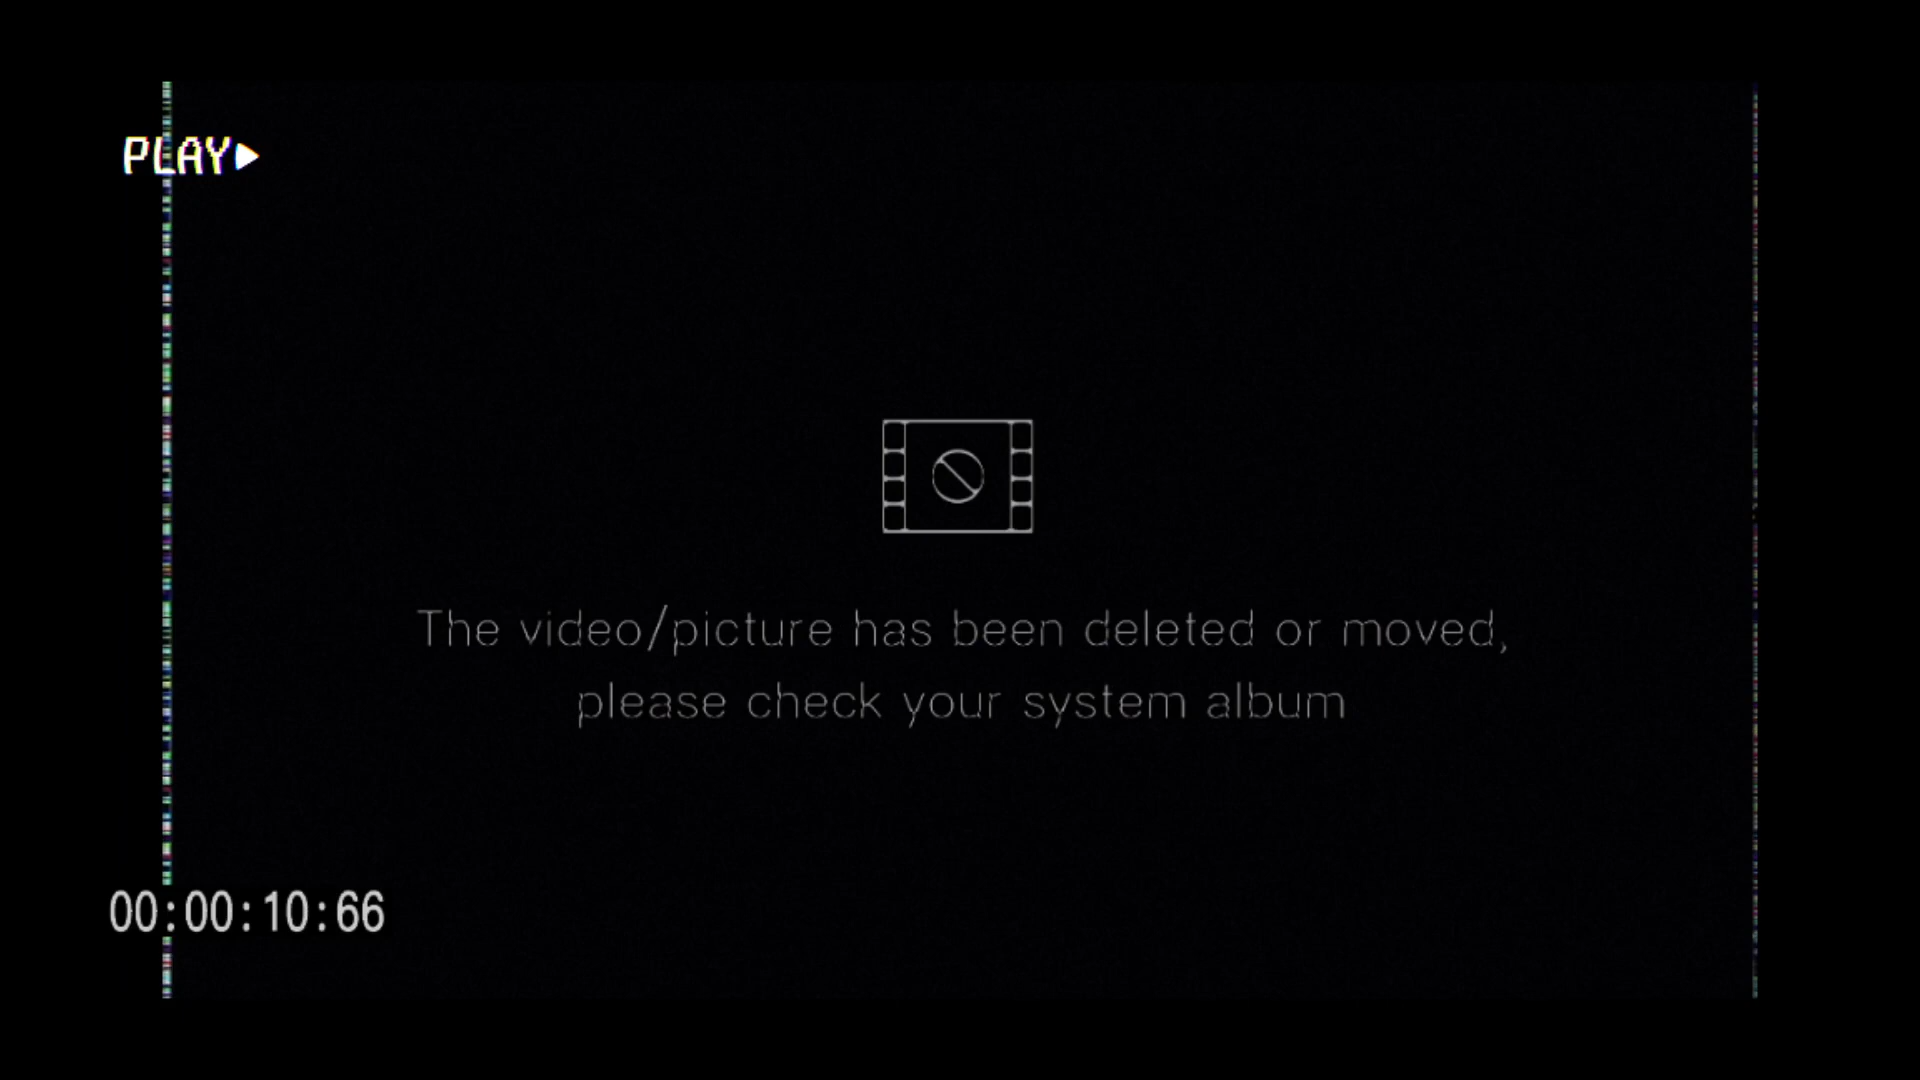 PLAY▶
The video/picture has been deleted or moved,
please check your system album
00:00:10:66